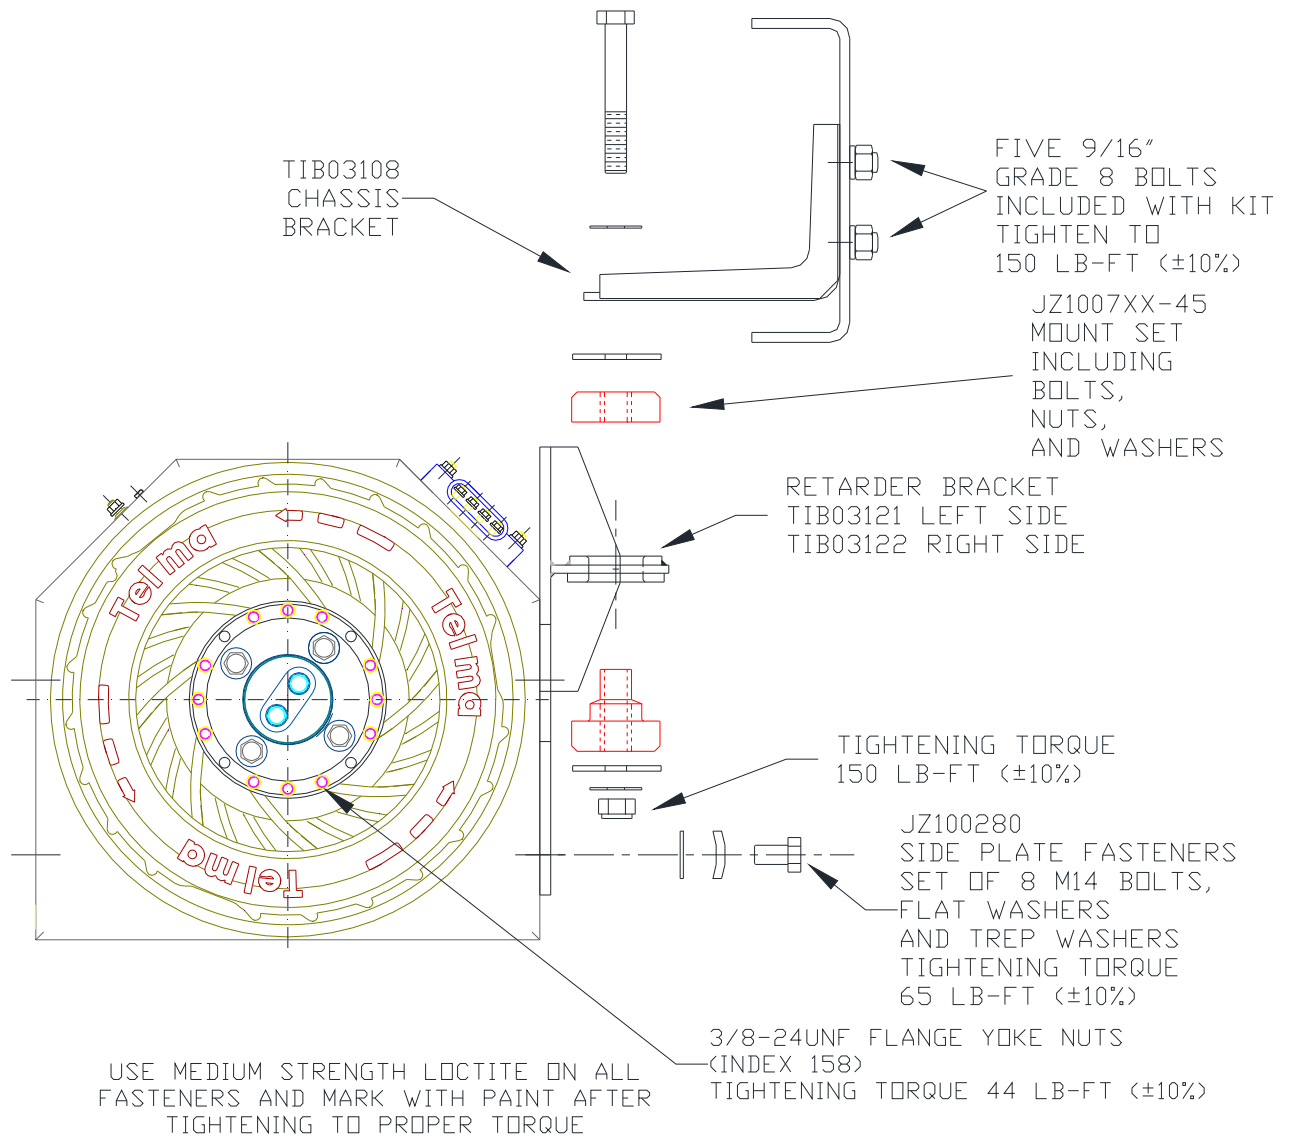 TIB03108
CHASSIS
BRACKET
FIVE 9/16"
GRADE 8 BOLTS
INCLUDED WITH KIT
TIGHTEN TO
150 LB-FT (±10%)
JZ1007XX-45
MOUNT SET
INCLUDING
BOLTS,
NUTS,
AND WASHERS
RETARDER BRACKET
TIB03121 LEFT SIDE
TIB03122 RIGHT SIDE
Telma
Telma
Telma
TIGHTENING TORQUE
150 LB-FT (±10%)
JZ100280
SIDE PLATE FASTENERS
SET OF 8 M14 BOLTS,
FLAT WASHERS
AND TREP WASHERS
TIGHTENING TORQUE
65 LB-FT (±10%)
3/8-24UNF FLANGE YOKE NUTS
(INDEX 158)
TIGHTENING TORQUE 44 LB-FT (±10%)
USE MEDIUM STRENGTH LOCTITE ON ALL
FASTENERS AND MARK WITH PAINT AFTER
TIGHTENING TO PROPER TORQUE